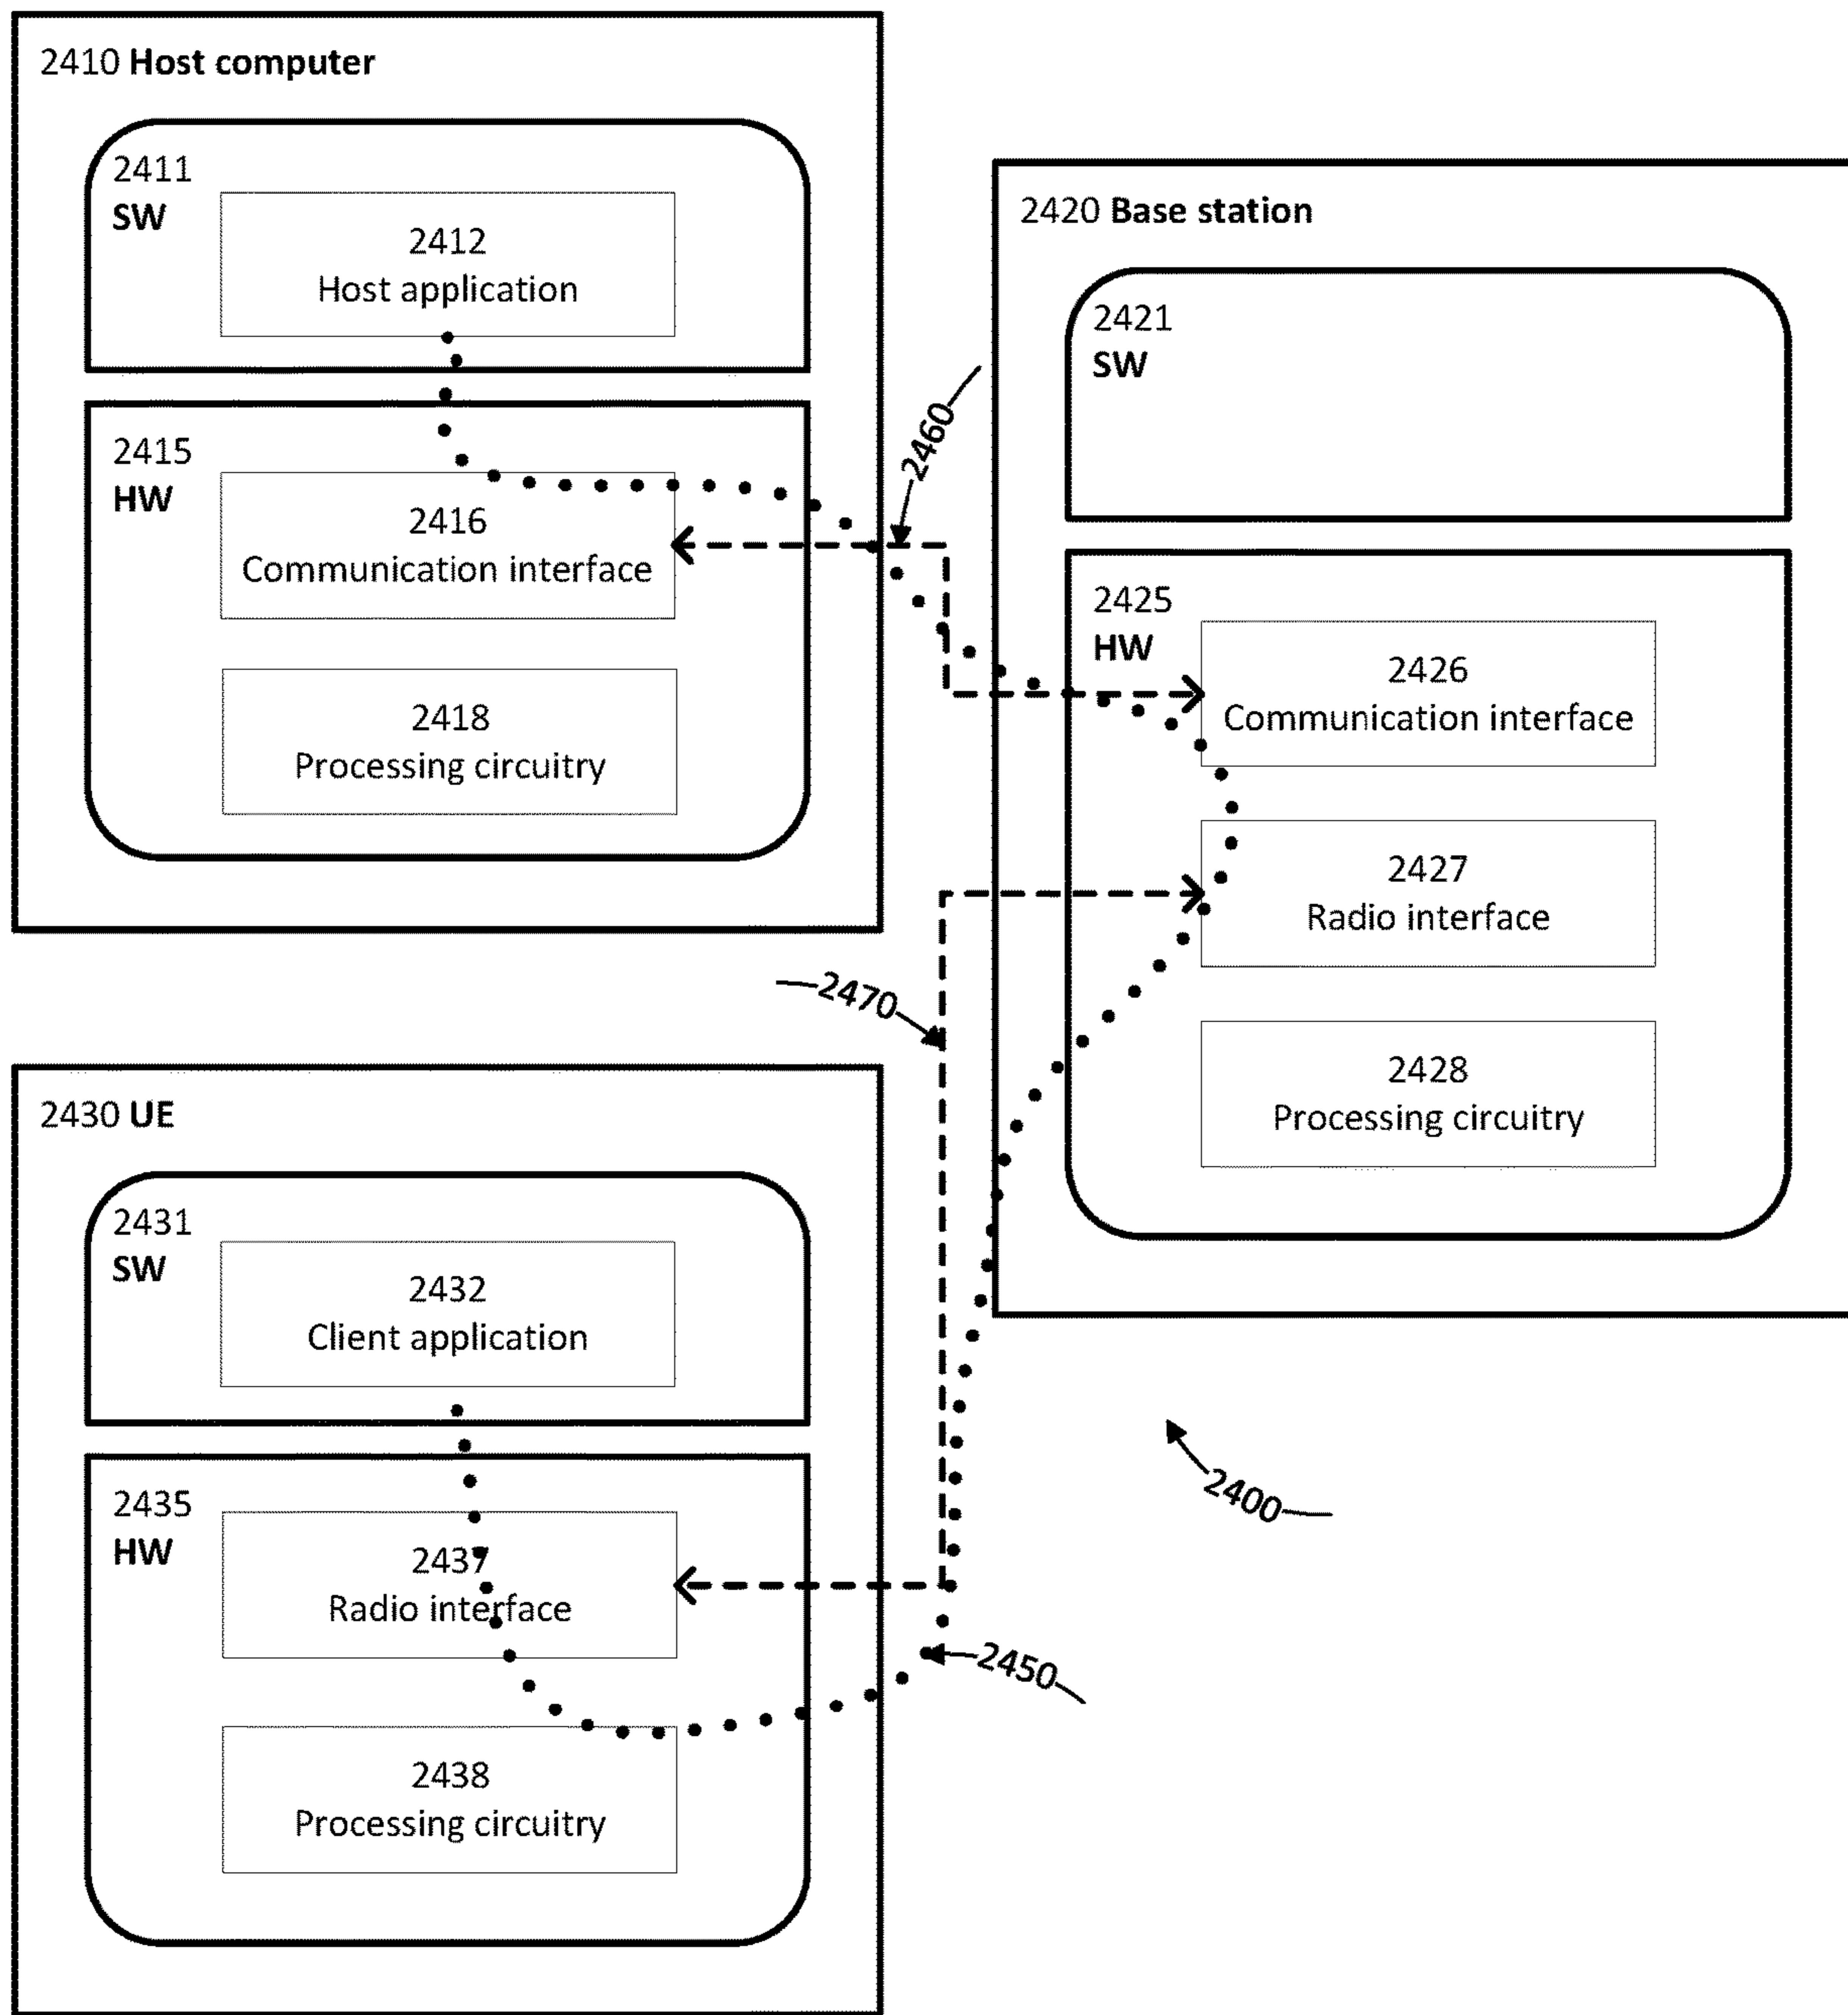 2410 Host computer
2411
SW
2412
Host application
2415
HW
2416
Communication interface
2418
Processing circuitry
2460
2420 Base station
2421
SW
2425
HW
2426
Communication interface
2427
Radio interface
2428
Processing circuitry
2470
2430 UE
2431
SW
2432
Client application
2435
HW
2437
Radio interface
2438
Processing circuitry
2450
2400